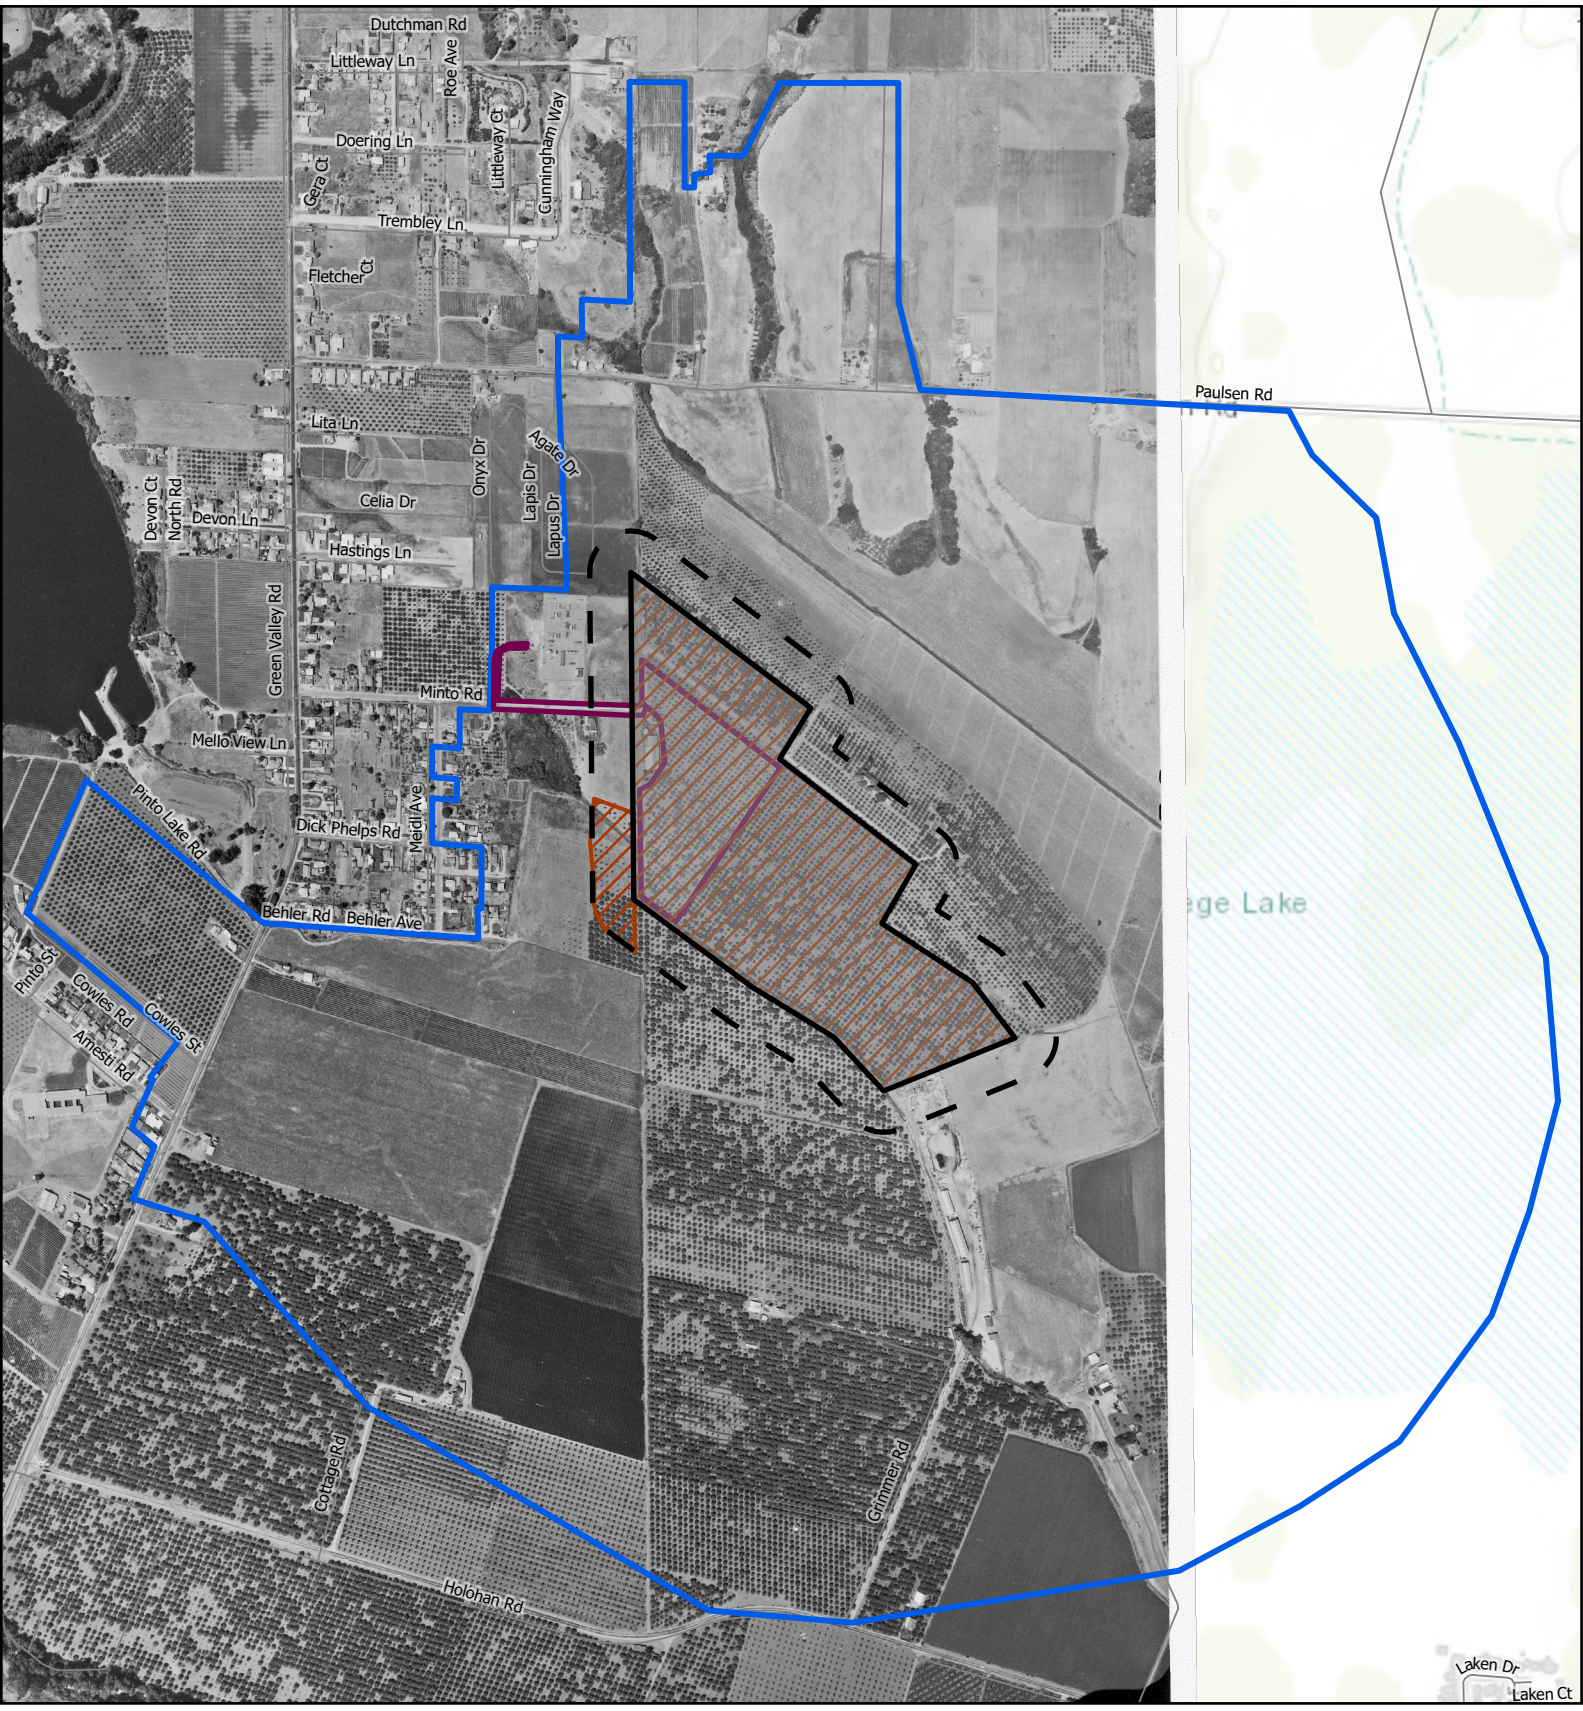 Dutchman Rd
Littleway Ln
Roe Ave
Doering Ln
Littleway Ct
Cunningham Way
Gera Ct
Trembley Ln
Fletcher Ct
Paulsen Rd
n Rd
Lita Ln
Onyx Dr
Agate Dr
Lapis Dr
Lapus Dr
Devon Ct
North Rd
Celia Dr
Devon Ln
Hastings Ln
Green Valley Rd
Minto Rd
Mello View Ln
Pinto Lake Rd
Dick Phelps Rd
Meidl Ave
Behler Rd
Behler Ave
ege Lake
Pinto St
Cowles Rd
Cowles St
Amesti Rd
Cottage Rd
Grimmer Rd
Holohan Rd
Laken Dr
Laken Ct